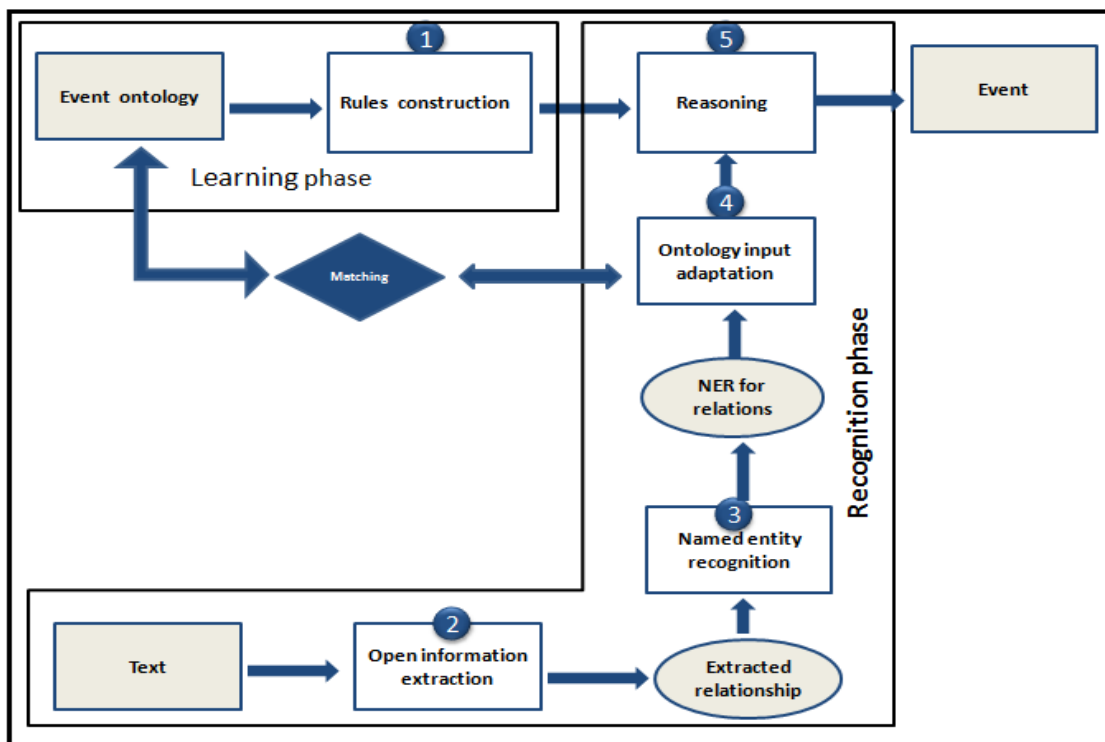 1
5
Event ontology
Rules construction
Reasoning
Event
Learning phase
4
Ontology input
adaptation
Matching
NER for
relations
Recognition phase
3
Named entity
recognition
2
Text
Open information
extraction
Extracted
relationship